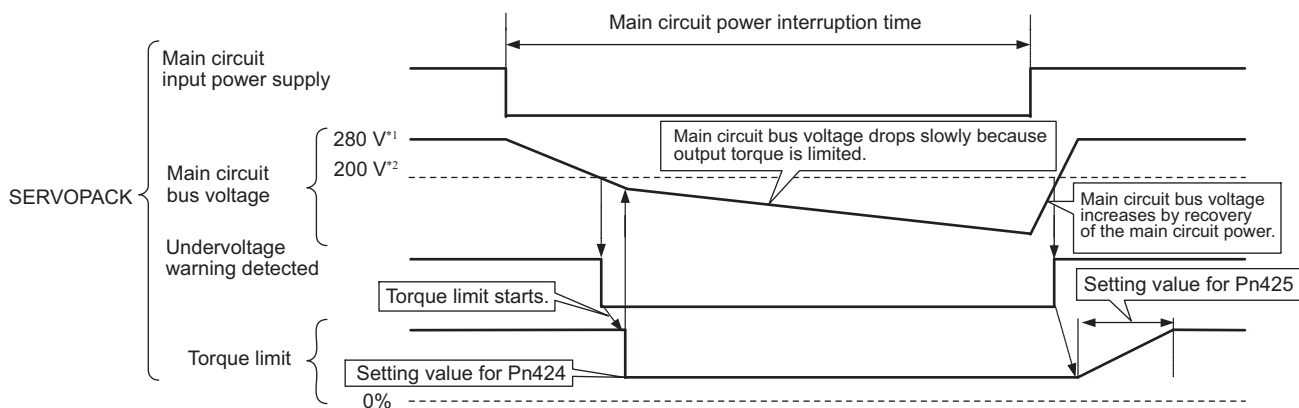 Main circuit power interruption time
Main circuit
input power supply
280 V*1
200 V*2
Main circuit
bus voltage
Main circuit bus voltage drops slowly because
output torque is limited.
SERVOPACK
Main circuit bus voltage
increases by recovery
of the main circuit power.
Undervoltage
warning detected
Torque limit starts.
Setting value for Pn425
Torque limit
Setting value for Pn424
0%